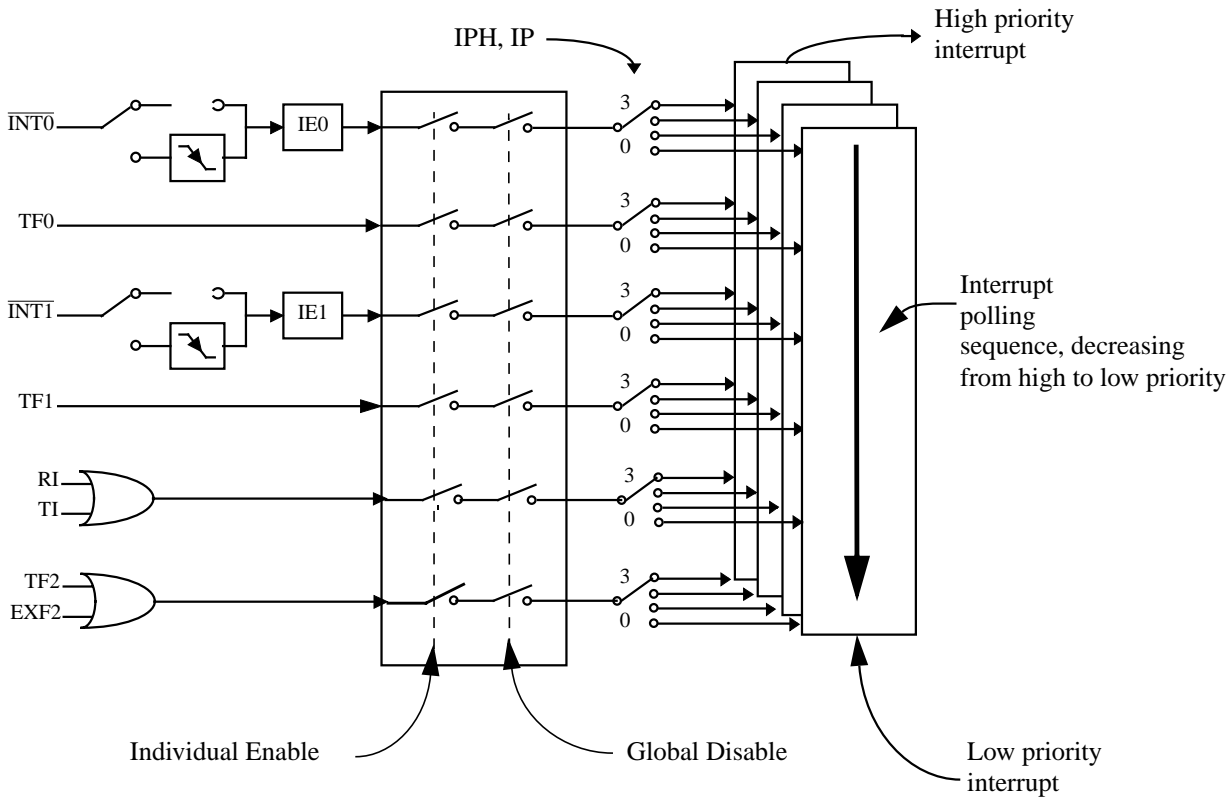 High priority
interrupt
IPH, IP
INT0
IE0
3
0
TF0
3
0
INT1
IE1
3
0
Interrupt
polling
sequence, decreasing
from high to low priority
TF1
3
0
RI
TI
3
0
TF2
EXF2
3
0
Individual Enable
Global Disable
Low priority
interrupt